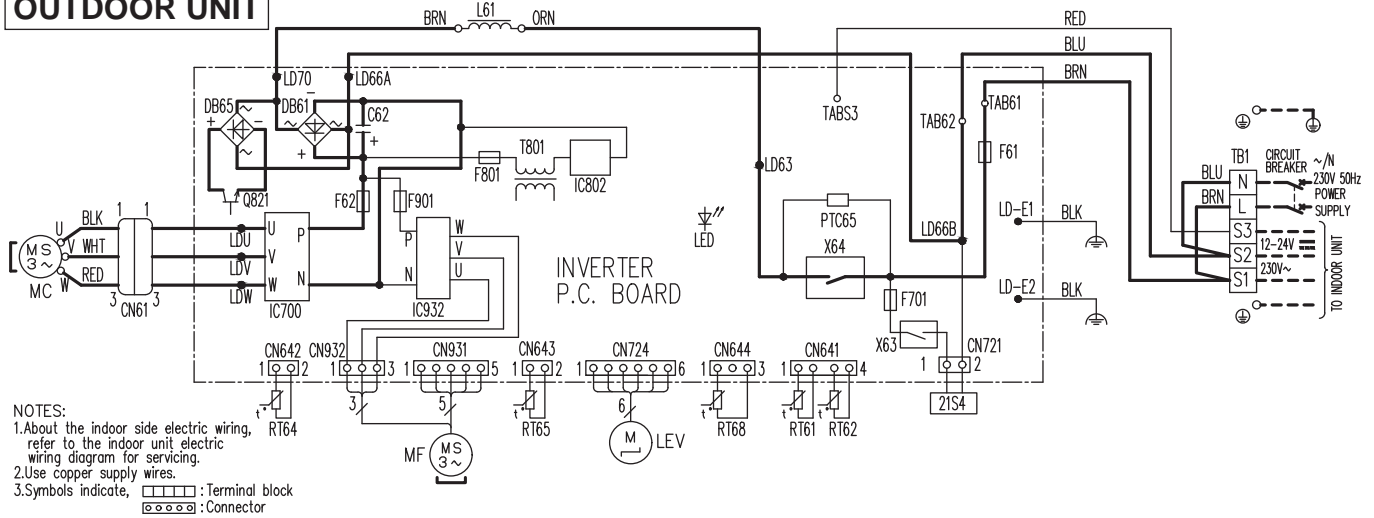 OUTDOOR UNIT
BRN
L61
ORN
RED
BLU
BRN
LD70
LD66A
DB65
DB61
C62
~
~
+
-
~
~
-
+
+
Q821
F801
T801
IC802
F62
F901
TABS3
TAB62
TAB61
F61
LD63
PTC65
X64
LD66B
F701
X63
CN721
1
2
21S4
LED
INVERTER
P.C. BOARD
LD-E1
BLK
LD-E2
BLK
TB1
CIRCUIT
BREAKER
~/N
230V 50Hz
POWER
SUPPLY
BLU
N
BRN
L
S3
12-24V
S2
230V~
S1
TO INDOOR UNIT
MS
3~
MC
U
BLK
V
WHT
W
RED
1
1
3
3
CN61
LDU
LDV
LDW
U
V
W
P
N
IC700
P
N
W
V
U
IC932
CN642
1
2
RT64
t°
CN932
1
3
3
CN931
1
5
5
MF
MS
3~
CN643
1
2
RT65
t°
CN724
1
6
6
M
LEV
CN644
1
3
RT68
t°
CN641
1
4
RT61
t°
RT62
t°
NOTES:
1.About the indoor side electric wiring,
refer to the indoor unit electric
wiring diagram for servicing.
2.Use copper supply wires.
3.Symbols indicate,
:Terminal block
:Connector